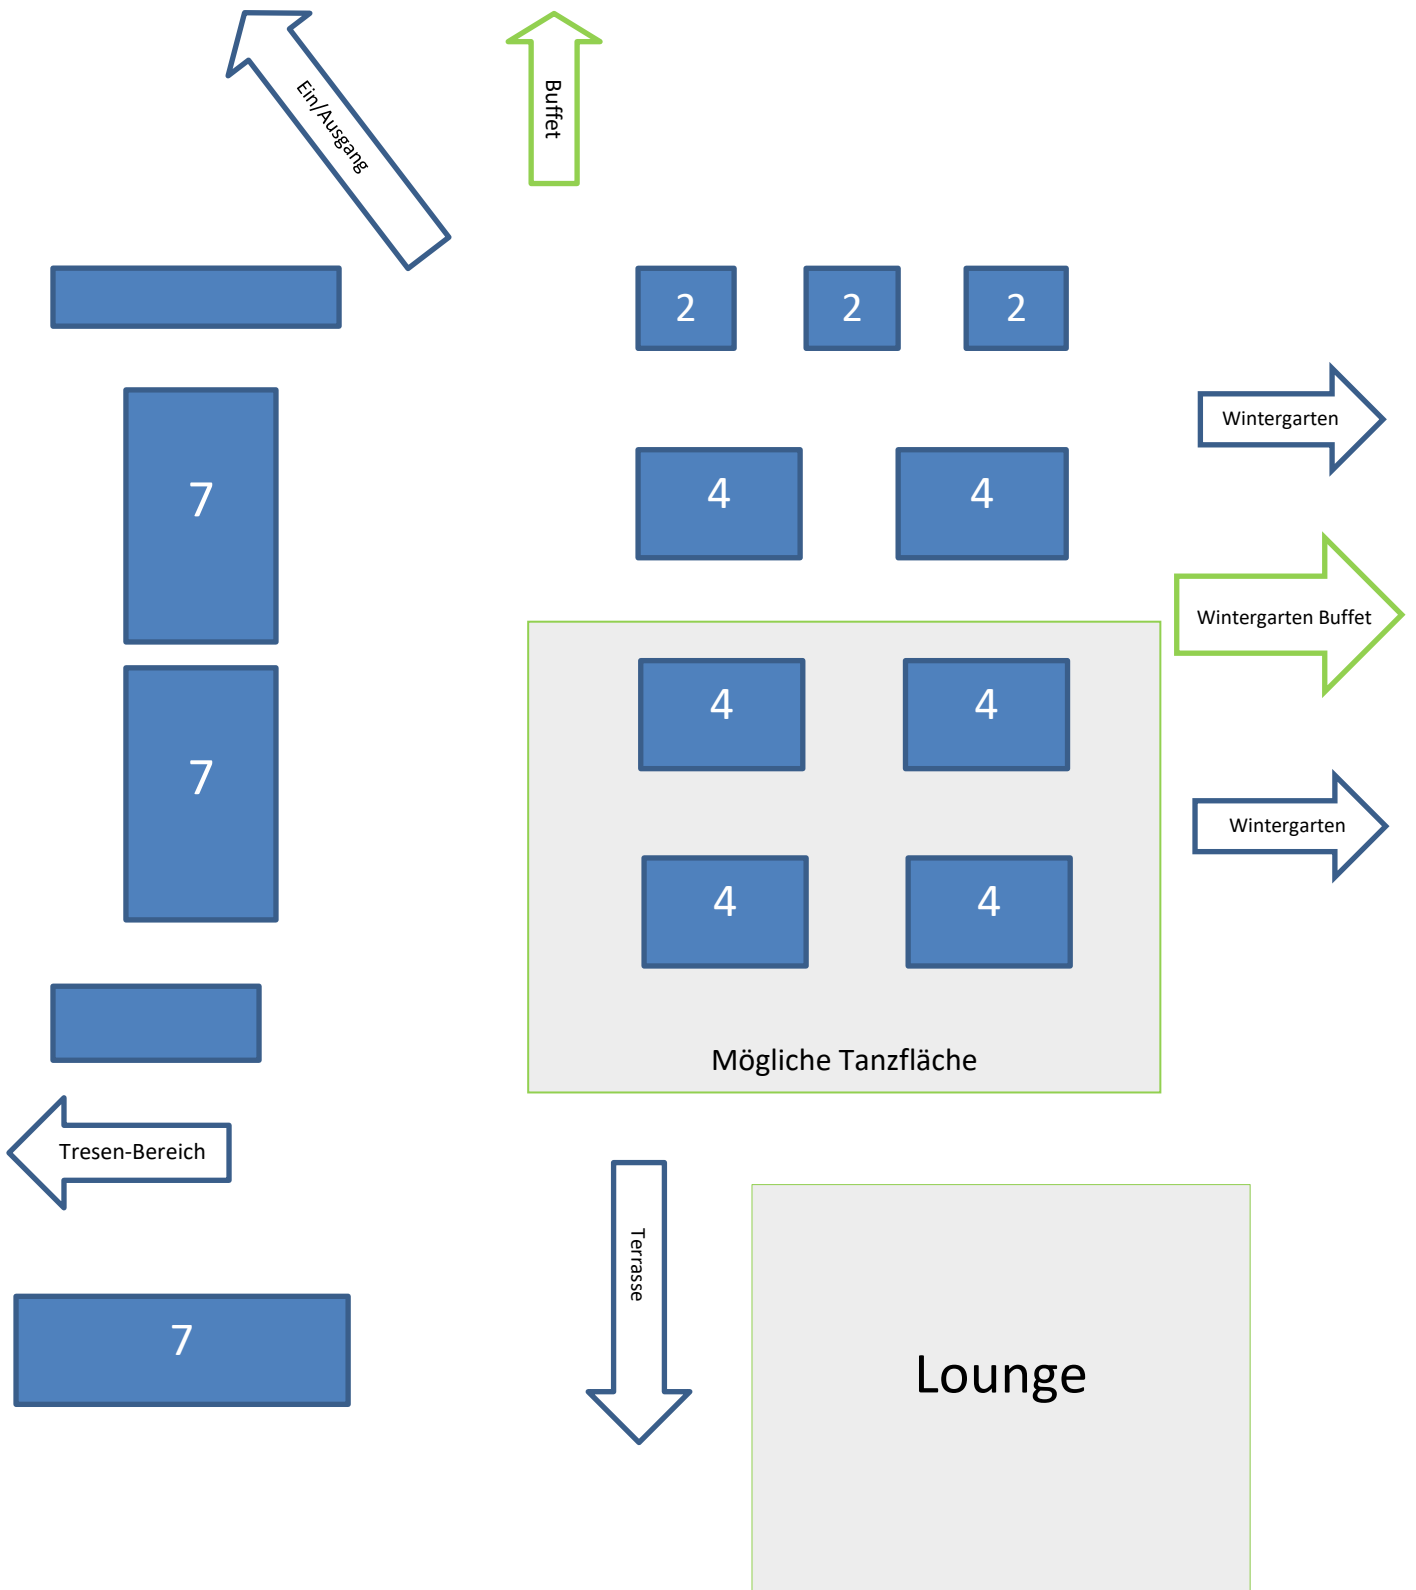 Ein/Ausgang
Buffet
2
2
2
Wintergarten
7
4
4
Wintergarten Buffet
7
4
4
Wintergarten
4
4
Mögliche Tanzfläche
Tresen-Bereich
Terrasse
7
Lounge